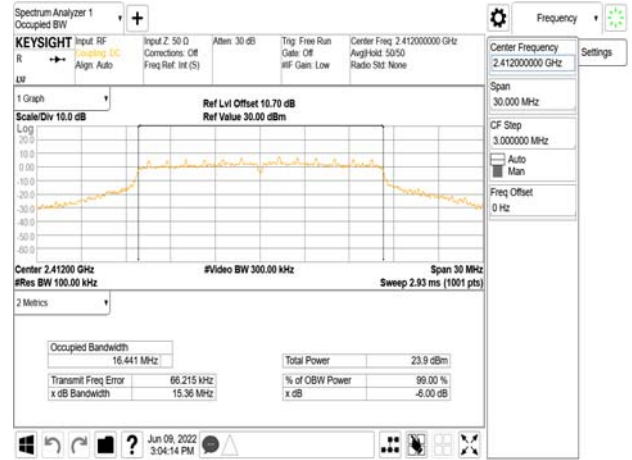 Spectrum Analyzer 1
Occupied BW
Frequency
KEYSIGHT
R
LXI
Input: RF
Coupling: DC
Align: Auto
Input Z: 50 Ω
Corrections: Off
Freq Ref: Int (S)
Atten: 30 dB
Trig: Free Run
Gate: Off
#IF Gain: Low
Center Freq: 2.412000000 GHz
Avg|Hold: 50/50
Radio Std: None
Center Frequency
2.412000000 GHz
Settings
Span
30.000 MHz
CF Step
3.000000 MHz
Auto
Man
Freq Offset
0 Hz
1 Graph
Scale/Div 10.0 dB
Ref Lvl Offset 10.70 dB
Ref Value 30.00 dBm
Log
20.0
10.0
0.00
-10.0
-20.0
-30.0
-40.0
-50.0
-60.0
Center 2.41200 GHz
#Res BW 100.00 kHz
#Video BW 300.00 kHz
Span 30 MHz
Sweep 2.93 ms (1001 pts)
2 Metrics
Occupied Bandwidth
16.441 MHz
Total Power 23.9 dBm
Transmit Freq Error 66.215 kHz
% of OBW Power 99.00 %
x dB Bandwidth 15.36 MHz
x dB -6.00 dB
?
Jun 09, 2022
3:04:14 PM